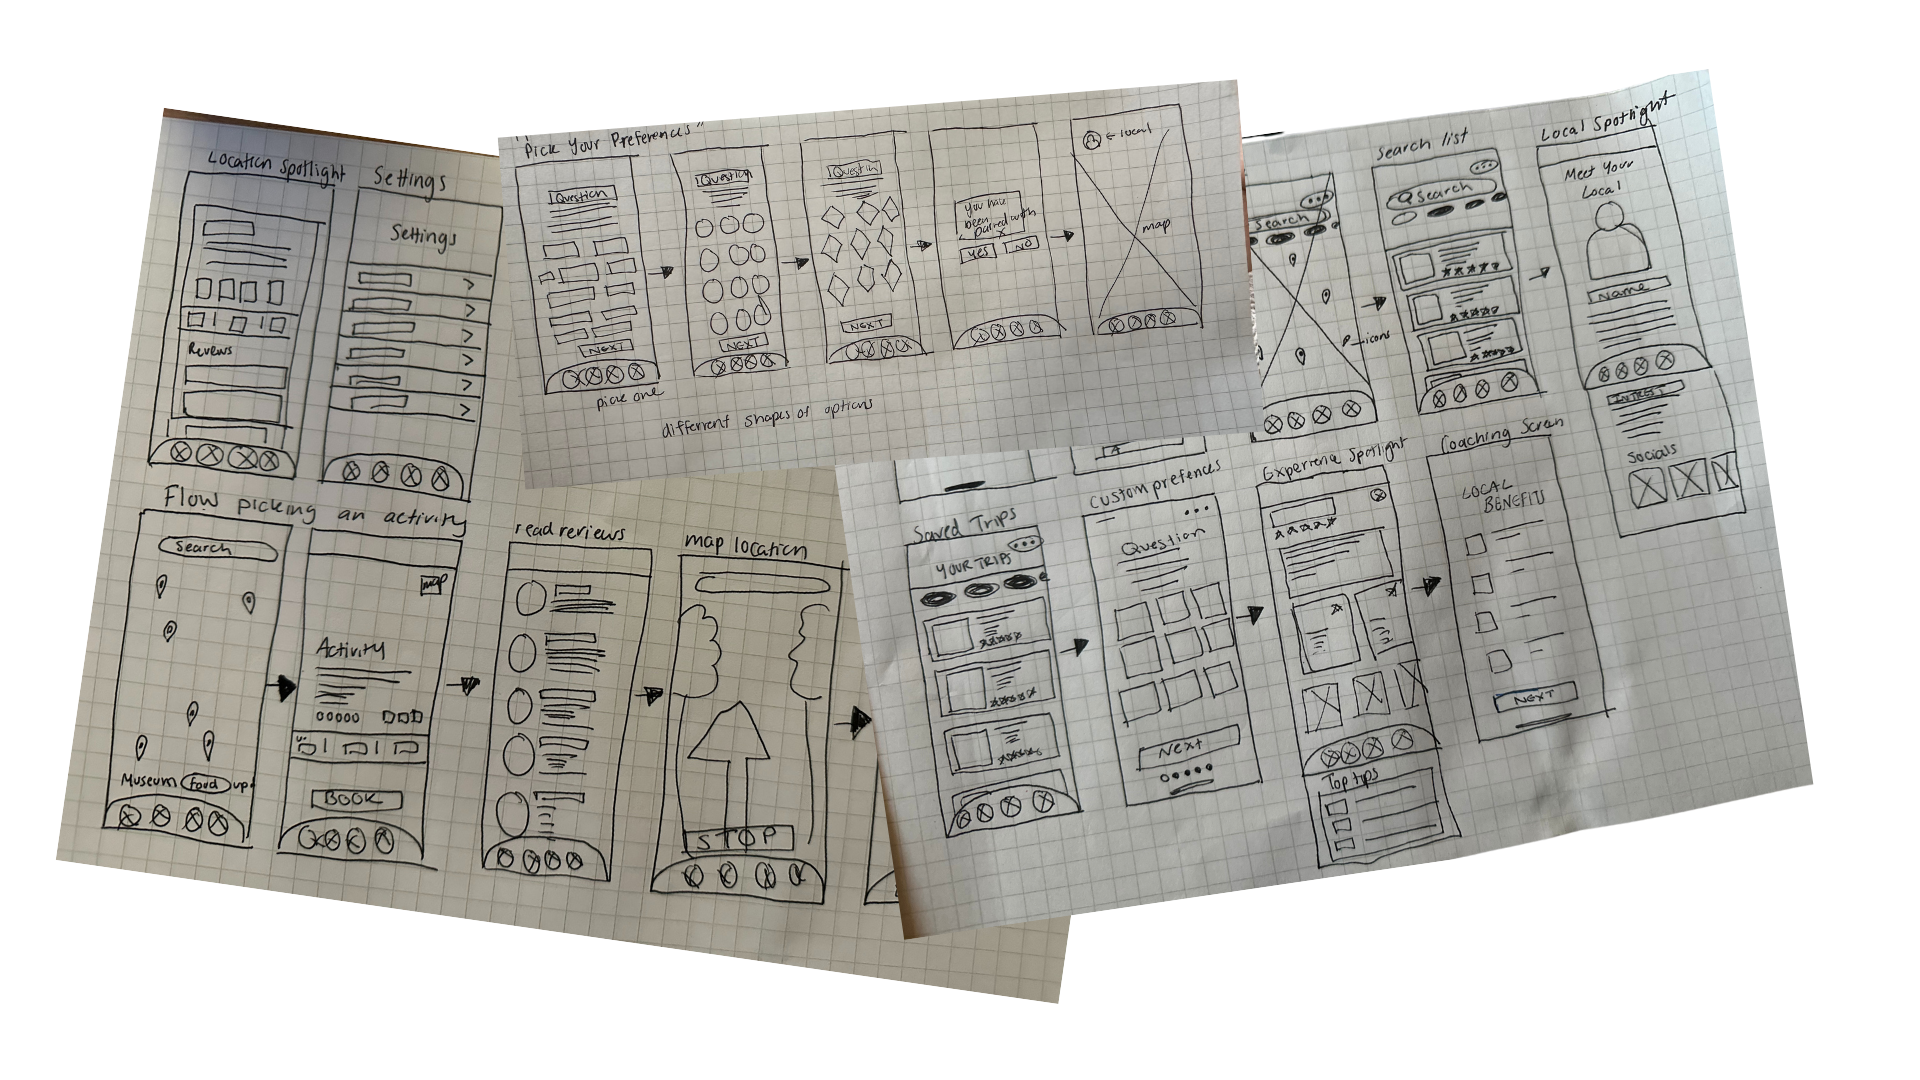 Location Spotlight
Settings
Settings
Reviews
Flow picking an activity
Search
Museum Food
map
Activity
BOOK
read reviews
map location
STOP
"Pick Your Preferences"
Question
NEXT
pick one
Question
NEXT
Question
NEXT
different shapes of options
You have
been
paired with
x
yes
NO
← local
map
Search
icons
Search list
Search
Local Spotlight
Meet Your
Local
Name
INTREST
Socials
Saved Trips
YOUR TRIPS
Custom prefences
Question
Next
Experience Spotlight
Top tips
Coaching Screen
LOCAL
BENEFITS
NEXT